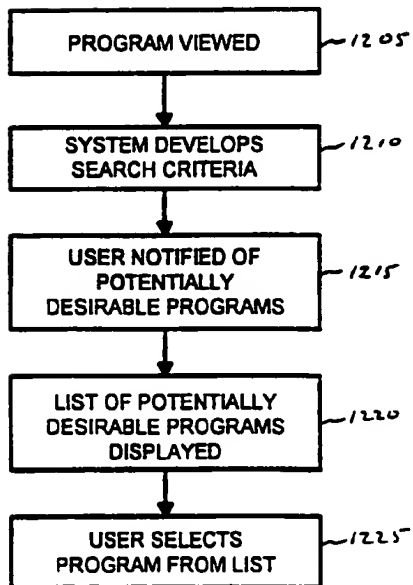 PROGRAM VIEWED
1205
SYSTEM DEVELOPS
SEARCH CRITERIA
1210
USER NOTIFIED OF
POTENTIALLY
DESIRABLE PROGRAMS
1215
LIST OF POTENTIALLY
DESIRABLE PROGRAMS
DISPLAYED
1220
USER SELECTS
PROGRAM FROM LIST
1225